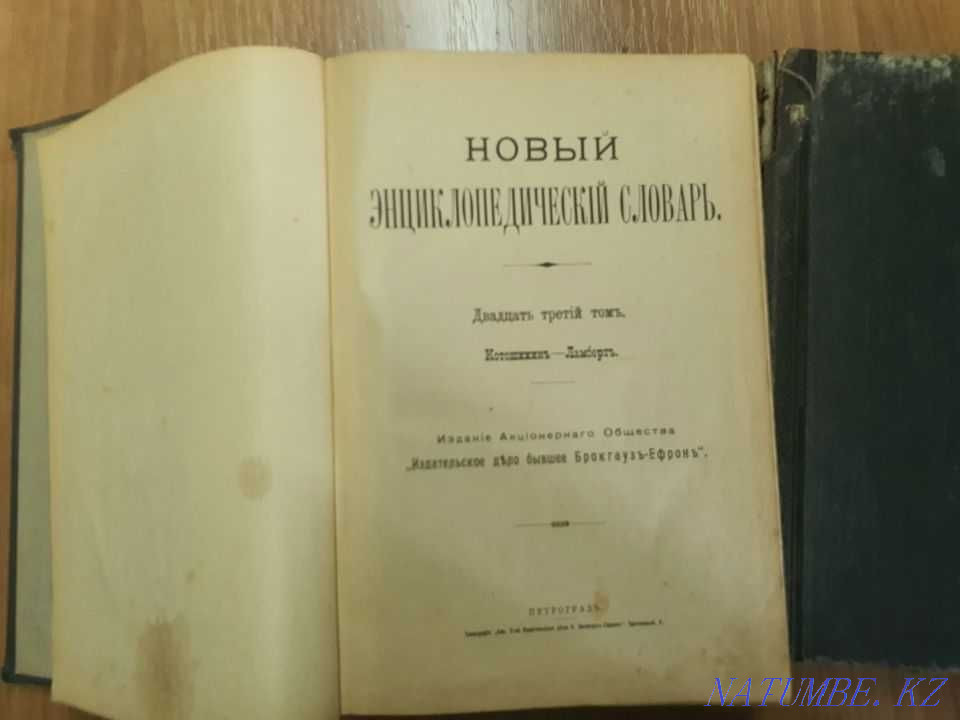 НОВЫЙ
ЭНЦИКЛОПЕДИЧЕСКІЙ СЛОВАРЬ.
Двадцать третій томъ.
Котошихинъ—Ламбертъ.
Изданіе Акціонернаго Общества
„Издательское дѣло бывшее Брокгаузъ-Ефронъ“.
ПЕТРОГРАДЪ.
NATUMBE. KZ